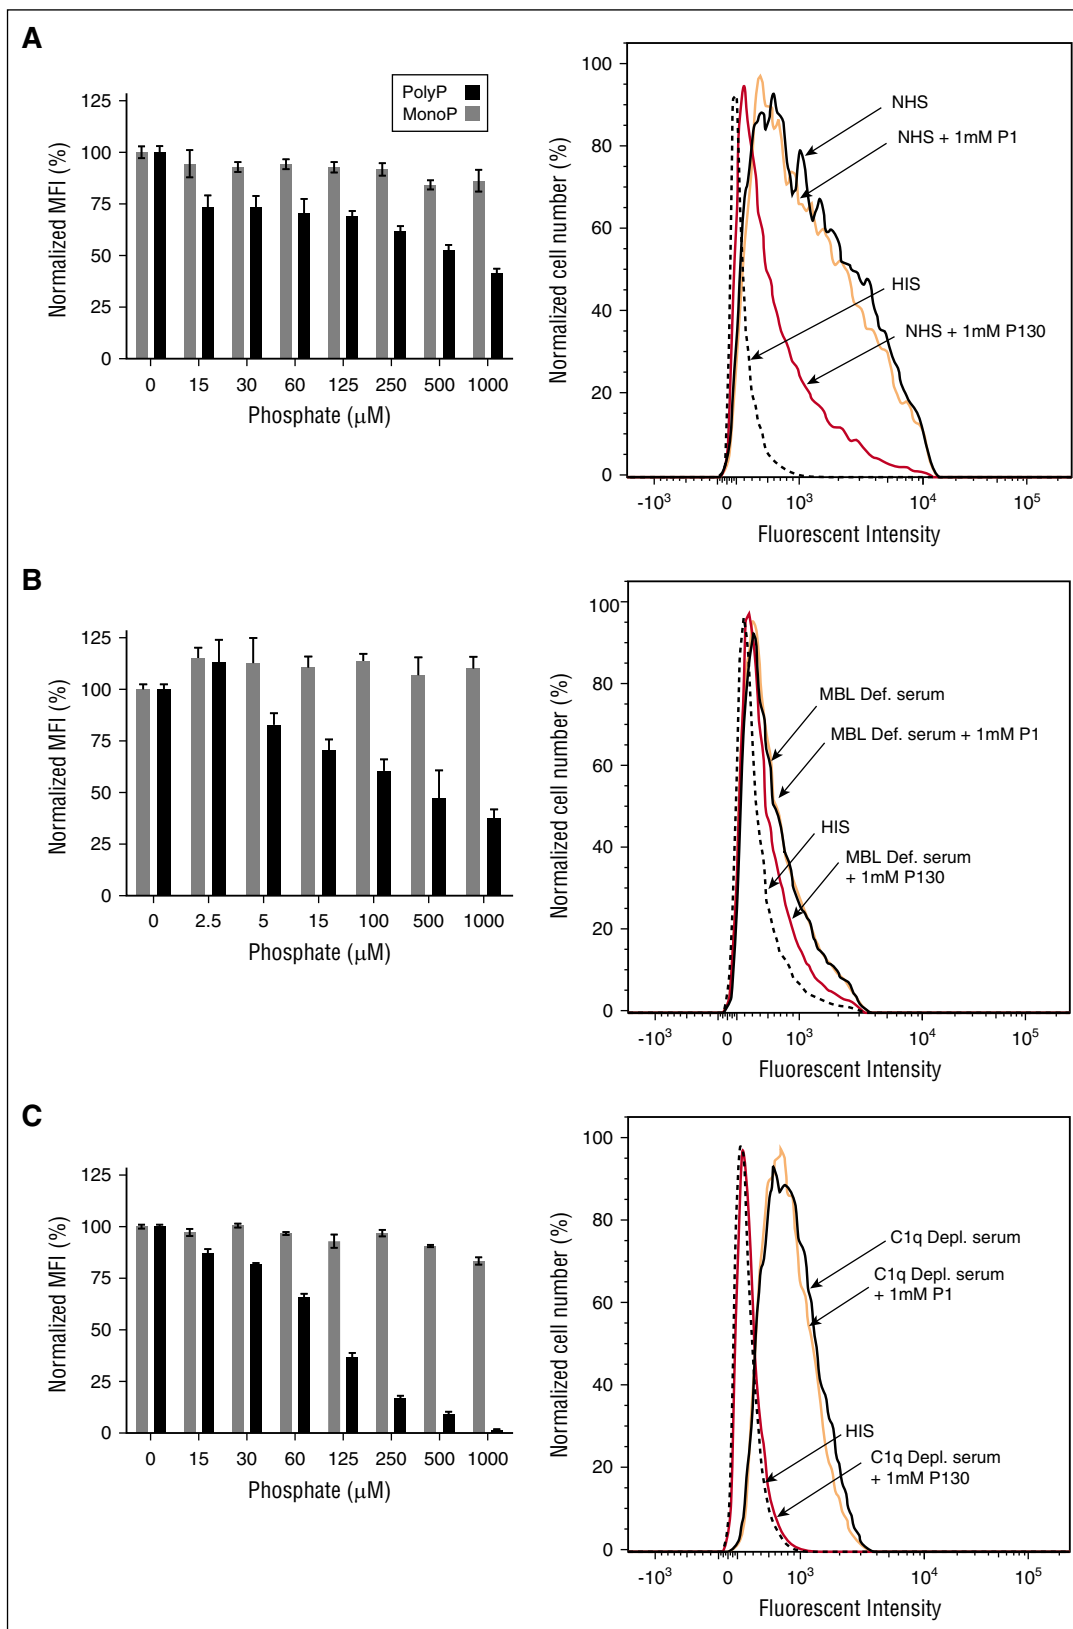 A
PolyP
MonoP
Normalized MFI (%)
125
100
75
50
25
0
0 15 30 60 125 250 500 1000
Phosphate (μM)
Normalized cell number (%)
100
80
60
40
20
0
NHS
NHS + 1mM P1
HIS
NHS + 1mM P130
-10³ 0 10³ 10⁴ 10⁵
Fluorescent Intensity
B
Normalized MFI (%)
125
100
75
50
25
0
0 2.5 5 15 100 500 1000
Phosphate (μM)
Normalized cell number (%)
100
80
60
40
20
0
MBL Def. serum
MBL Def. serum + 1mM P1
HIS
MBL Def. serum
+ 1mM P130
-10³ 0 10³ 10⁴ 10⁵
Fluorescent Intensity
C
Normalized MFI (%)
125
100
75
50
25
0
0 15 30 60 125 250 500 1000
Phosphate (μM)
Normalized cell number (%)
100
80
60
40
20
0
C1q Depl. serum
C1q Depl. serum
+ 1mM P1
HIS
C1q Depl. serum
+ 1mM P130
-10³ 0 10³ 10⁴ 10⁵
Fluorescent Intensity